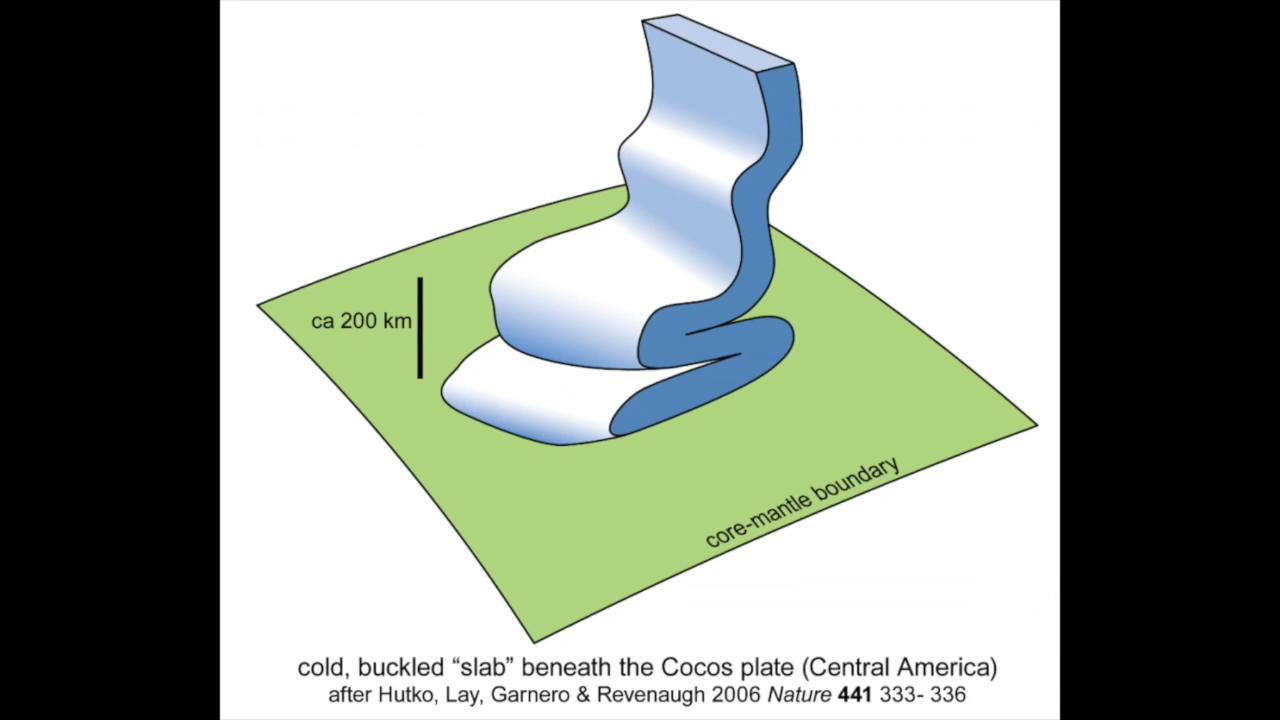 ca 200 km
core-mantle boundary
cold, buckled “slab” beneath the Cocos plate (Central America)
after Hutko, Lay, Garnero & Revenaugh 2006 Nature 441 333- 336